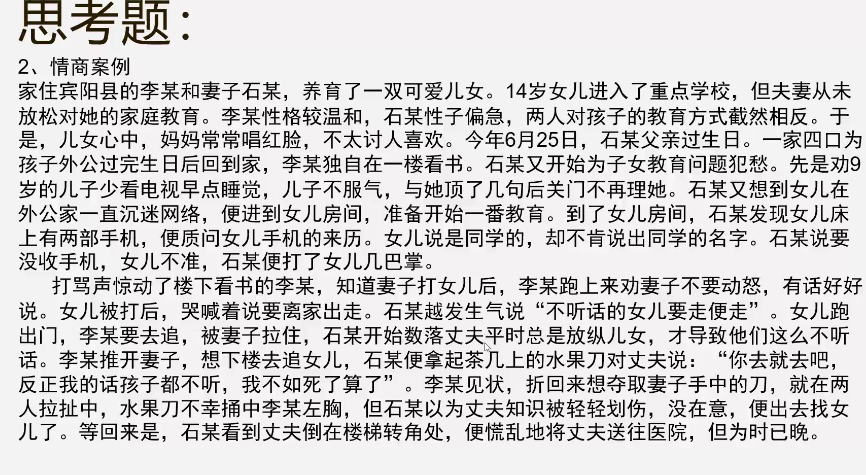 思考题：
2、情商案例
家住宾阳县的李某和妻子石某，养育了一双可爱儿女。14岁女儿进入了重点学校，但夫妻从未
放松对她的家庭教育。李某性格较温和，石某性子偏急，两人对孩子的教育方式截然相反。于
是，儿女心中，妈妈常常唱红脸，不太讨人喜欢。今年6月25日，石某父亲过生日。一家四口为
孩子外公过完生日后回到家，李某独自在一楼看书。石某又开始为子女教育问题犯愁。先是劝9
岁的儿子少看电视早点睡觉，儿子不服气，与她顶了几句后关门不再理她。石某又想到女儿在
外公家一直沉迷网络，便进到女儿房间，准备开始一番教育。到了女儿房间，石某发现女儿床
上有两部手机，便质问女儿手机的来历。女儿说是同学的，却不肯说出同学的名字。石某说要
没收手机，女儿不准，石某便打了女儿几巴掌。
打骂声惊动了楼下看书的李某，知道妻子打女儿后，李某跑上来劝妻子不要动怒，有话好好
说。女儿被打后，哭喊着说要离家出走。石某越发生气说“不听话的女儿要走便走”。女儿跑
出门，李某要去追，被妻子拉住，石某开始数落丈夫平时总是放纵儿女，才导致他们这么不听
话。李某推开妻子，想下楼去追女儿，石某便拿起茶几上的水果刀对丈夫说：“你去就去吧，
反正我的话孩子都不听，我不如死了算了”。李某见状，折回来想夺取妻子手中的刀，就在两
人拉扯中，水果刀不幸捅中李某左胸，但石某以为丈夫知识被轻轻划伤，没在意，便出去找女
儿了。等回来是，石某看到丈夫倒在楼梯转角处，便慌乱地将丈夫送往医院，但为时已晚。